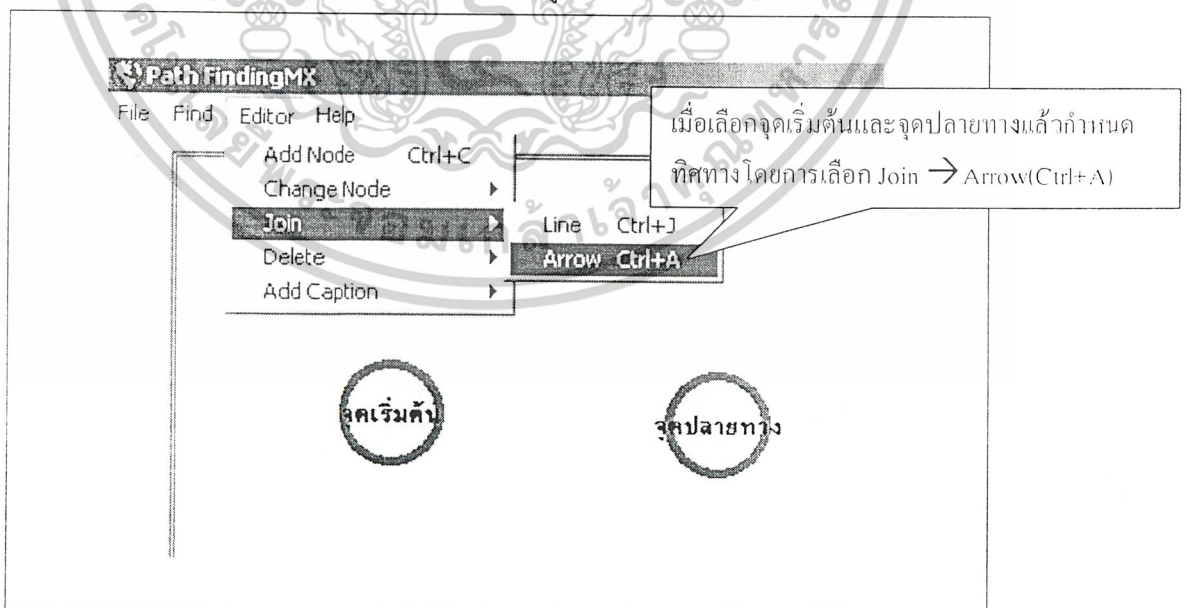 Path FindingMX
File Find Editor Help
เมื่อเลือกจุดเริ่มต้นและจุดปลายทางแล้วกำหนด
ทิศทางโดยการเลือก Join → Arrow(Ctrl+A)
Add Node Ctrl+C
Change Node
Join
Line Ctrl+J
Delete
Arrow Ctrl+A
Add Caption
จุดเริ่มต้น
จุดปลายทาง